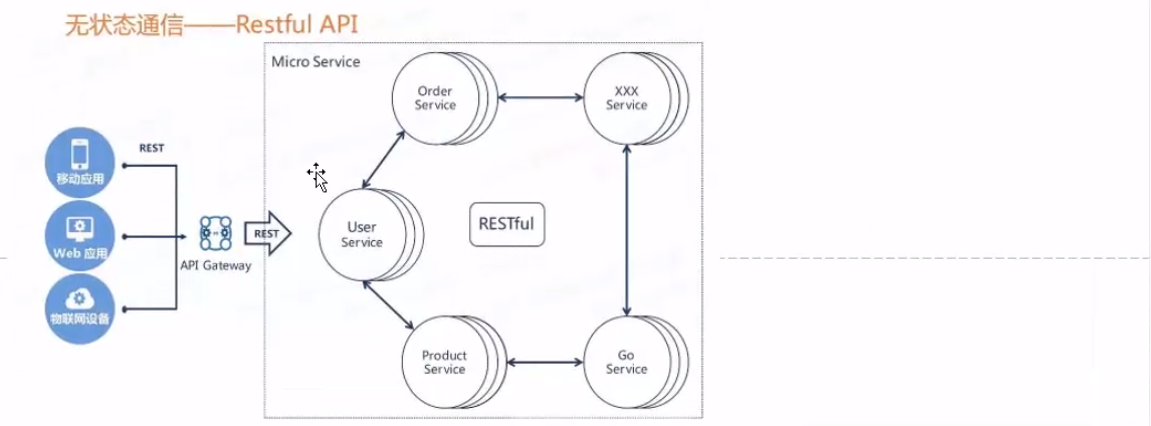 无状态通信——Restful API
Micro Service
Order
Service
XXX
Service
REST
移动应用
User
Service
RESTful
REST
Web 应用
API Gateway
物联网设备
Product
Service
Go
Service